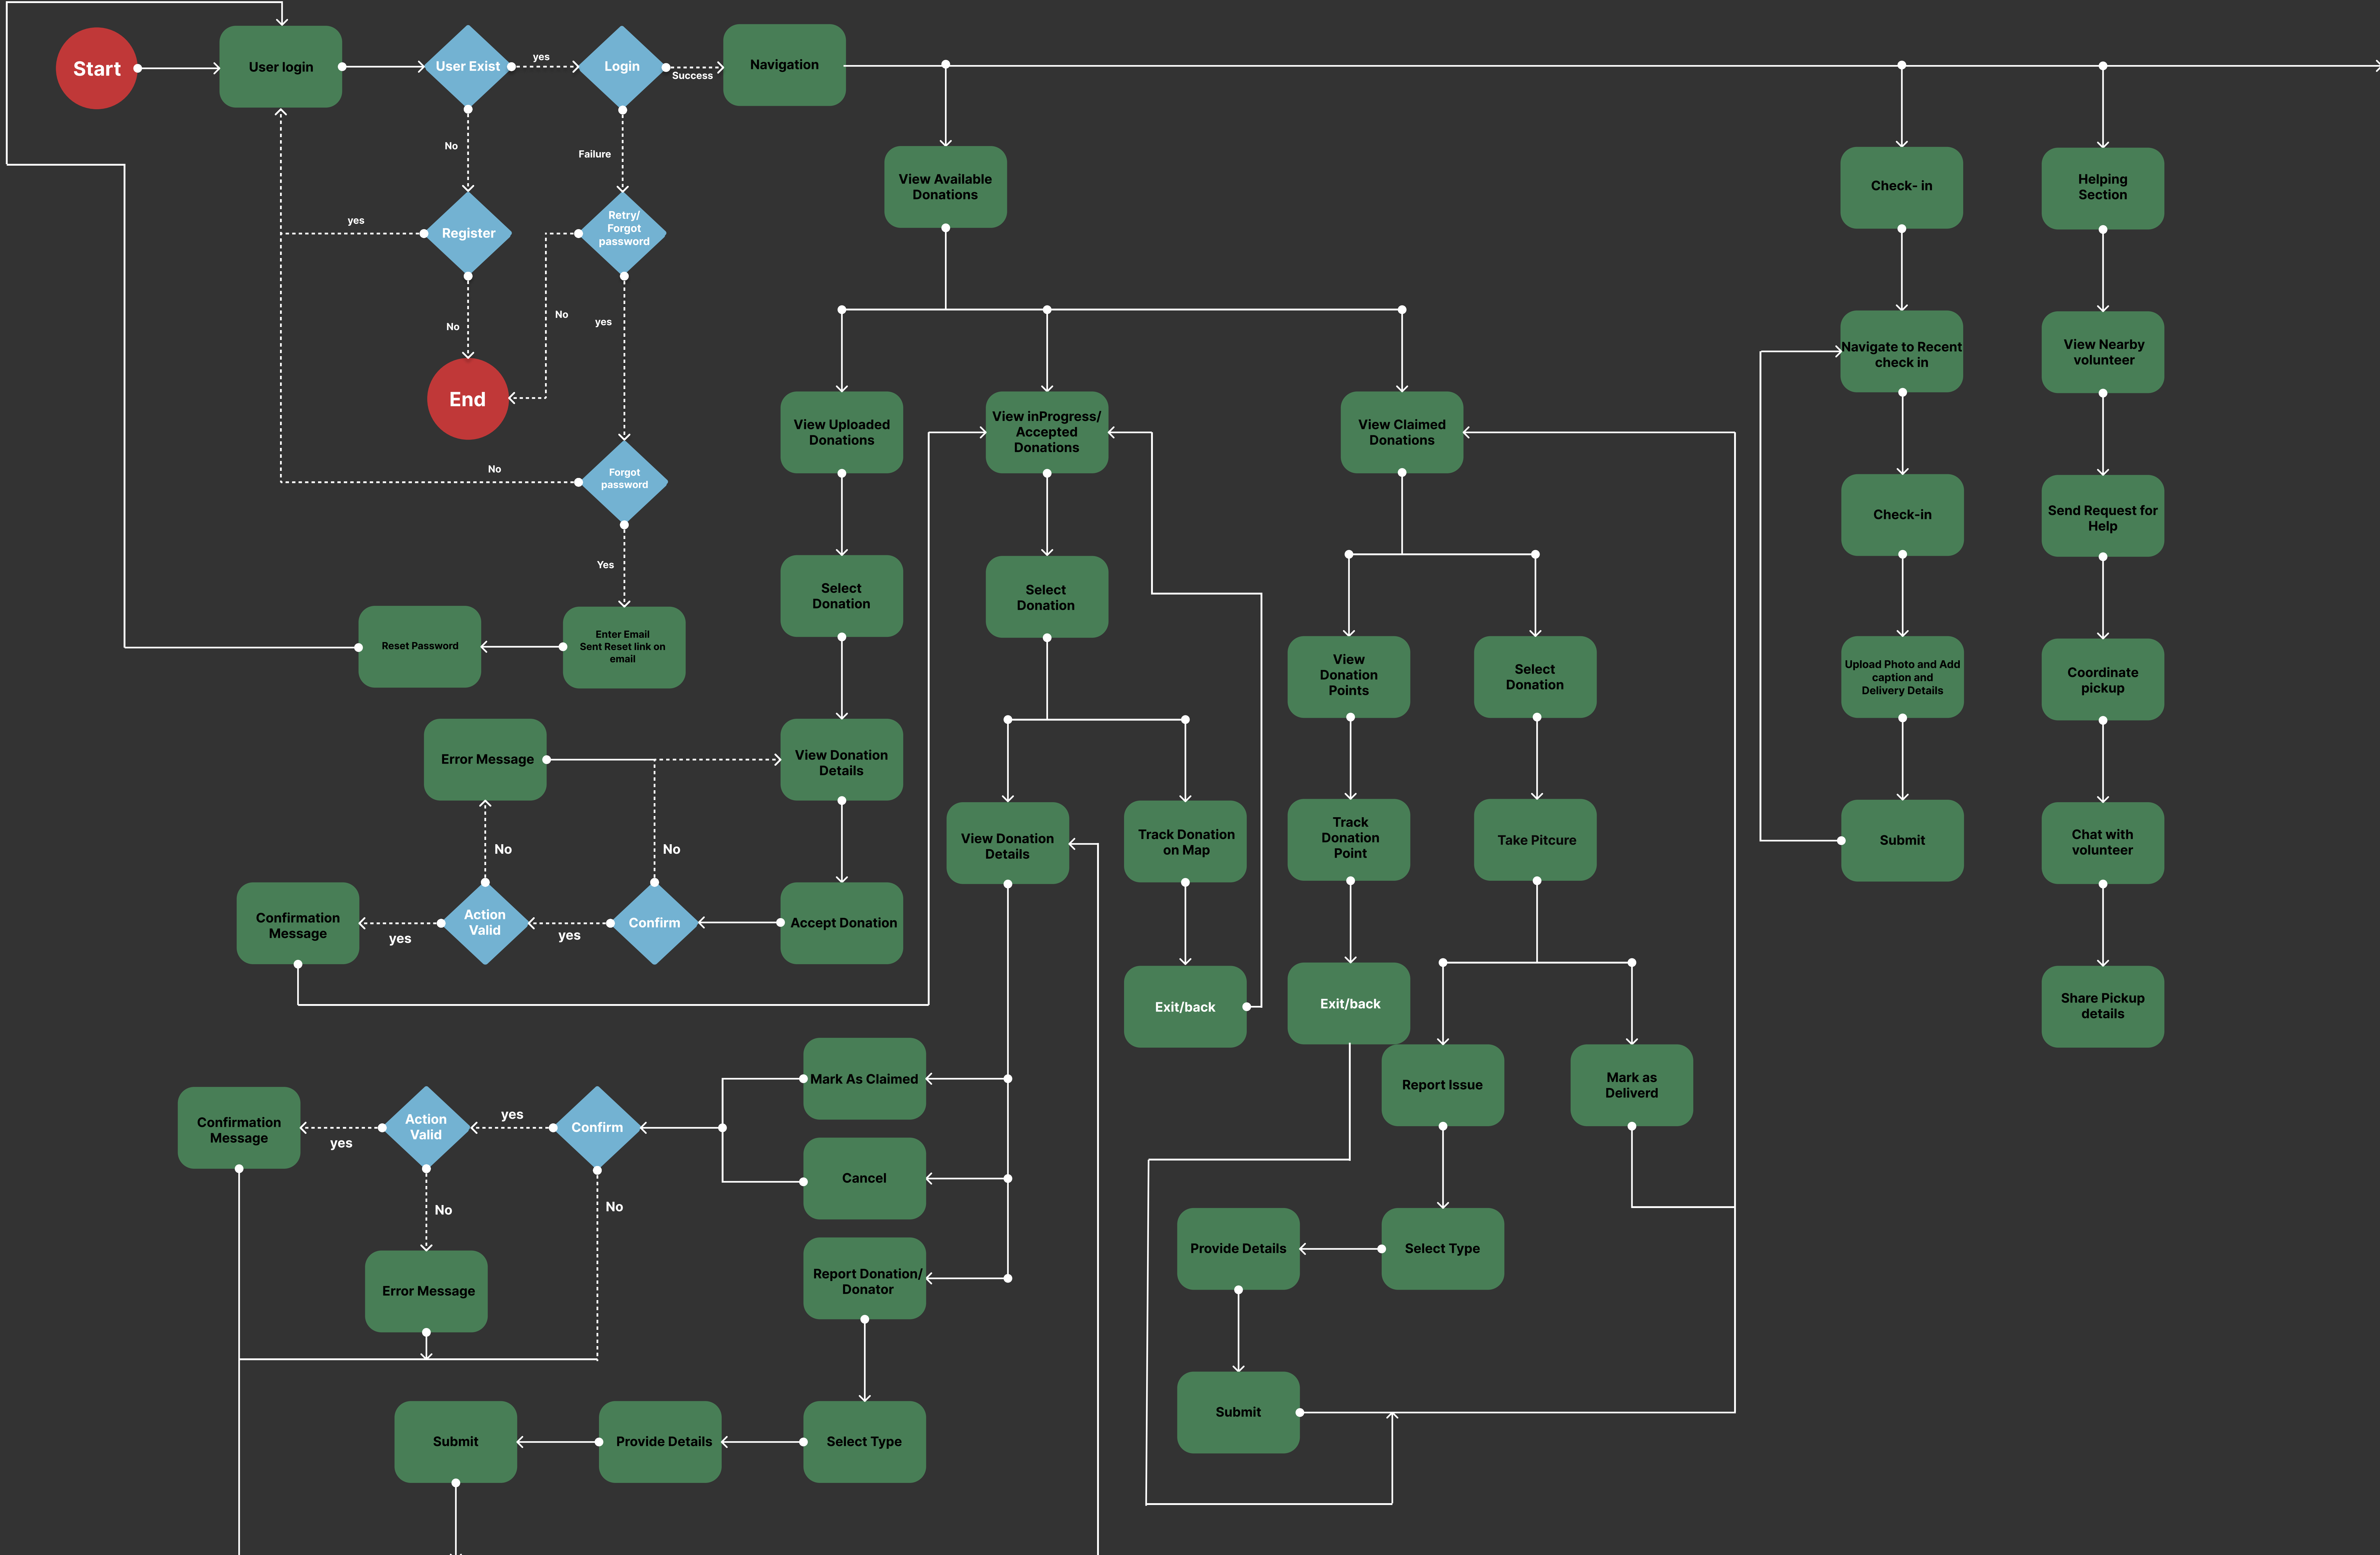 Start
User login
User Exist
yes
Login
Success
Navigation
No
Failure
View Available
Donations
Check- in
Helping
Section
yes
Register
Retry/
Forgot
password
No
No
yes
End
Navigate to Recent
check in
View Nearby
volunteer
View Uploaded
Donations
View inProgress/
Accepted
Donations
View Claimed
Donations
No
Forgot
password
Check-in
Send Request for
Help
Yes
Select
Donation
Select
Donation
Reset Password
Enter Email
Sent Reset link on
email
View
Donation
Points
Select
Donation
Upload Photo and Add
caption and
Delivery Details
Coordinate
pickup
Error Message
View Donation
Details
No
No
View Donation
Details
Track Donation
on Map
Track
Donation
Point
Take Pitcure
Submit
Chat with
volunteer
Confirmation
Message
yes
Action
Valid
yes
Confirm
Accept Donation
Exit/back
Exit/back
Share Pickup
details
Mark As Claimed
Report Issue
Mark as
Deliverd
Confirmation
Message
yes
Action
Valid
yes
Confirm
Cancel
No
No
Error Message
Report Donation/
Donator
Provide Details
Select Type
Submit
Provide Details
Select Type
Submit